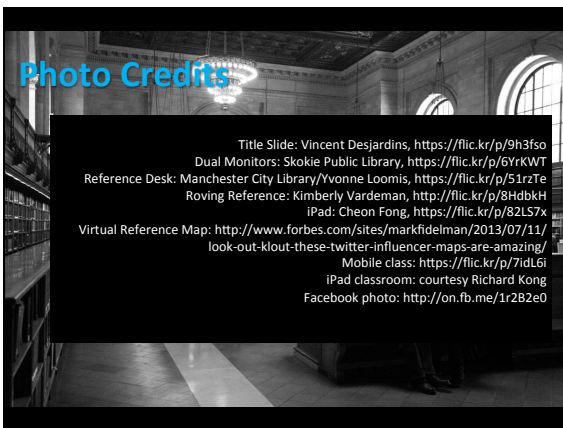 Photo Credits
Title Slide: Vincent Desjardins, https://flic.kr/p/9h3fso
Dual Monitors: Skokie Public Library, https://flic.kr/p/6YrKWT
Reference Desk: Manchester City Library/Yvonne Loomis, https://flic.kr/p/51rzTe
Roving Reference: Kimberly Vardeman, http://flic.kr/p/8HdbkH
iPad: Cheon Fong, https://flic.kr/p/82LS7x
Virtual Reference Map: http://www.forbes.com/sites/markfidelman/2013/07/11/
look-out-klout-these-twitter-influencer-maps-are-amazing/
Mobile class: https://flic.kr/p/7idL6i
iPad classroom: courtesy Richard Kong
Facebook photo: http://on.fb.me/1r2B2e0